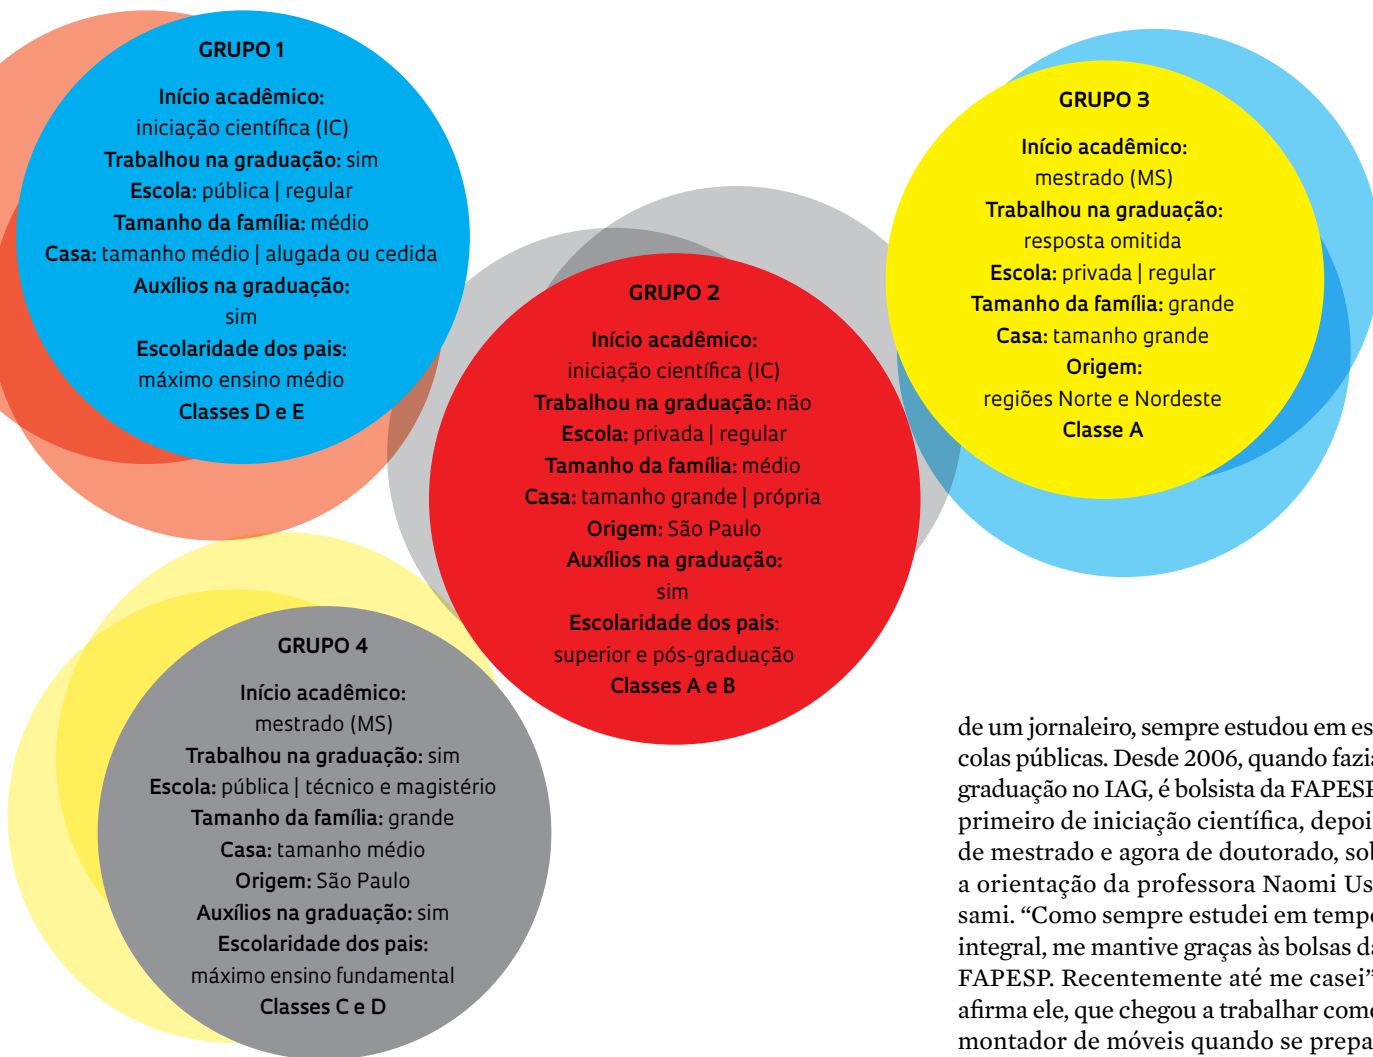 GRUPO 1
Início acadêmico:
iniciação científica (IC)
Trabalhou na graduação: sim
Escola: pública | regular
Tamanho da família: médio
Casa: tamanho médio | alugada ou cedida
Auxílios na graduação:
sim
Escolaridade dos pais:
máximo ensino médio
Classes D e E
GRUPO 2
Início acadêmico:
iniciação científica (IC)
Trabalhou na graduação: não
Escola: privada | regular
Tamanho da família: médio
Casa: tamanho grande | própria
Origem: São Paulo
Auxílios na graduação:
sim
Escolaridade dos pais:
superior e pós-graduação
Classes A e B
GRUPO 3
Início acadêmico:
mestrado (MS)
Trabalhou na graduação:
resposta omitida
Escola: privada | regular
Tamanho da família: grande
Casa: tamanho grande
Origem:
regiões Norte e Nordeste
Classe A
GRUPO 4
Início acadêmico:
mestrado (MS)
Trabalhou na graduação: sim
Escola: pública | técnico e magistério
Tamanho da família: grande
Casa: tamanho médio
Origem: São Paulo
Auxílios na graduação: sim
Escolaridade dos pais:
máximo ensino fundamental
Classes C e D
de um jornaleiro, sempre estudou em es
colas públicas. Desde 2006, quando fazia
graduação no IAG, é bolsista da FAPESP
primeiro de iniciação científica, depois
de mestrado e agora de doutorado, sob
a orientação da professora Naomi Us
sami. “Como sempre estudei em tempo
integral, me mantive graças às bolsas da
FAPESP. Recentemente até me casei”
afirma ele, que chegou a trabalhar como
montador de móveis quando se prepa